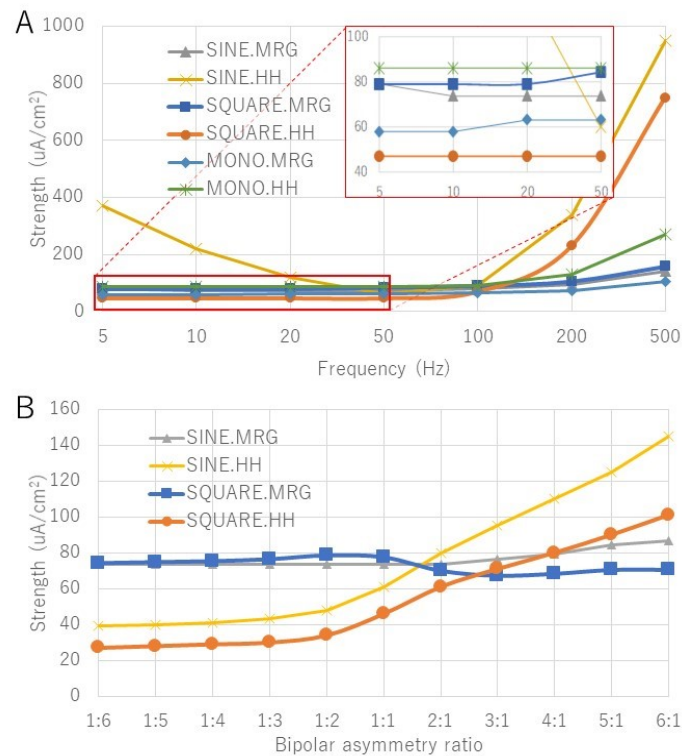 A
Strength (uA/cm²)
1000
800
600
400
200
0
SINE.MRG
SINE.HH
SQUARE.MRG
SQUARE.HH
MONO.MRG
MONO.HH
100
80
60
40
5 10 20 50
5 10 20 50 100 200 500
Frequency (Hz)
B
Strength (uA/cm²)
160
140
120
100
80
60
40
20
0
SINE.MRG
SINE.HH
SQUARE.MRG
SQUARE.HH
1:6 1:5 1:4 1:3 1:2 1:1 2:1 3:1 4:1 5:1 6:1
Bipolar asymmetry ratio